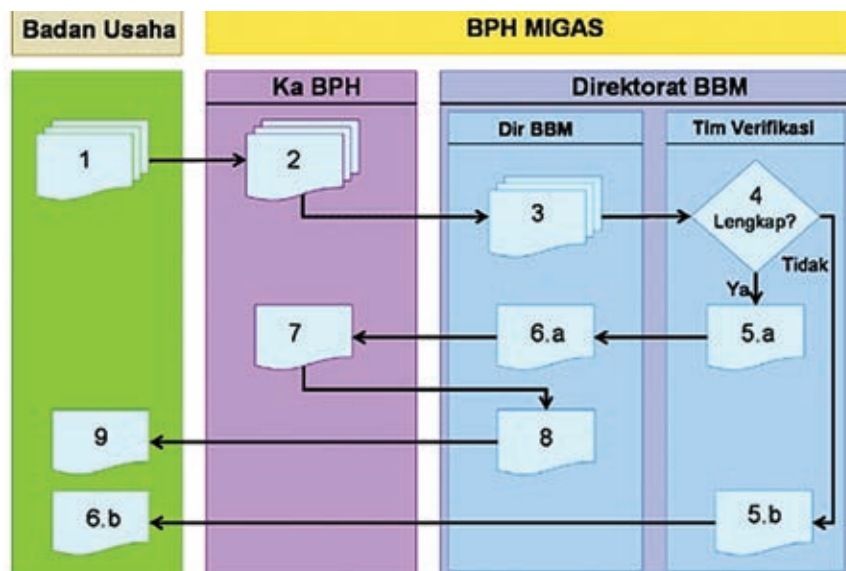 Badan Usaha
BPH MIGAS
Ka BPH
Direktorat BBM
Dir BBM
Tim Verifikasi
1
2
3
4
Lengkap?
Tidak
Ya
7
6.a
5.a
9
8
6.b
5.b